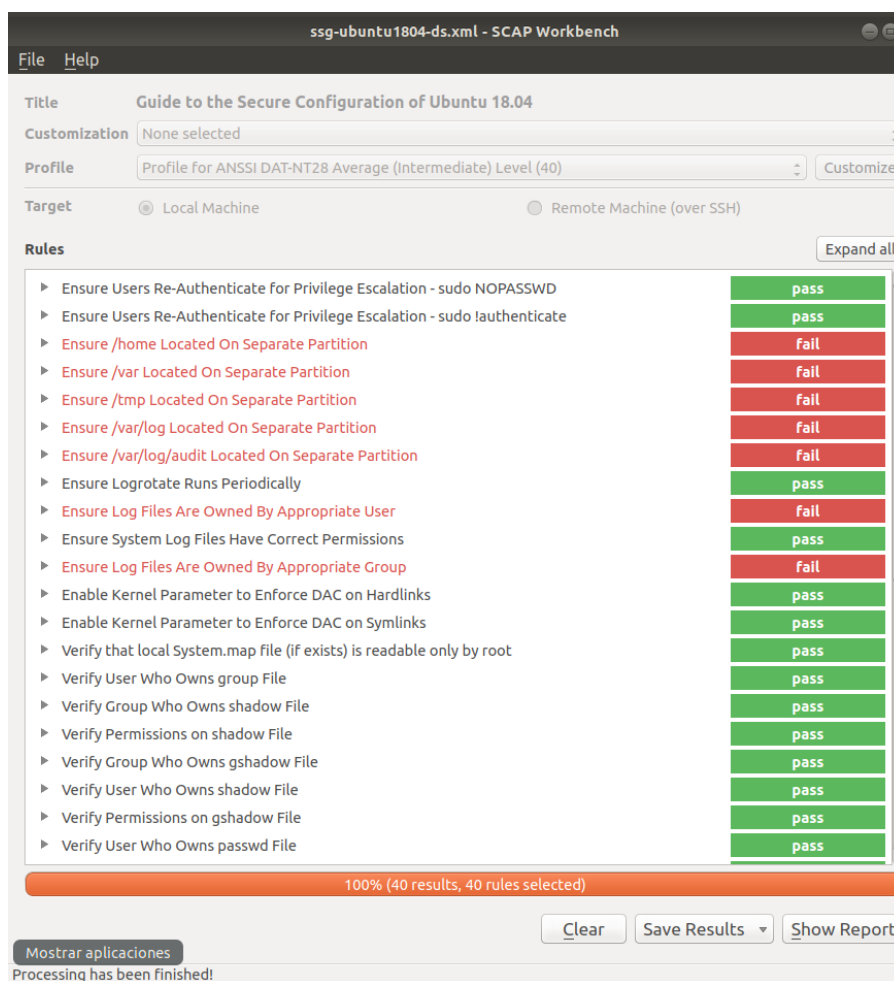 ssg-ubuntu1804-ds.xml - SCAP Workbench
File Help
Title Guide to the Secure Configuration of Ubuntu 18.04
Customization None selected
Profile Profile for ANSSI DAT-NT28 Average (Intermediate) Level (40) Customize
Target Local Machine Remote Machine (over SSH)
Rules Expand all
Ensure Users Re-Authenticate for Privilege Escalation - sudo NOPASSWD pass
Ensure Users Re-Authenticate for Privilege Escalation - sudo !authenticate pass
Ensure /home Located On Separate Partition fail
Ensure /var Located On Separate Partition fail
Ensure /tmp Located On Separate Partition fail
Ensure /var/log Located On Separate Partition fail
Ensure /var/log/audit Located On Separate Partition fail
Ensure Logrotate Runs Periodically pass
Ensure Log Files Are Owned By Appropriate User fail
Ensure System Log Files Have Correct Permissions pass
Ensure Log Files Are Owned By Appropriate Group fail
Enable Kernel Parameter to Enforce DAC on Hardlinks pass
Enable Kernel Parameter to Enforce DAC on Symlinks pass
Verify that local System.map file (if exists) is readable only by root pass
Verify User Who Owns group File pass
Verify Group Who Owns shadow File pass
Verify Permissions on shadow File pass
Verify Group Who Owns gshadow File pass
Verify User Who Owns shadow File pass
Verify Permissions on gshadow File pass
Verify User Who Owns passwd File pass
100% (40 results, 40 rules selected)
Clear Save Results Show Report
Mostrar aplicaciones
Processing has been finished!